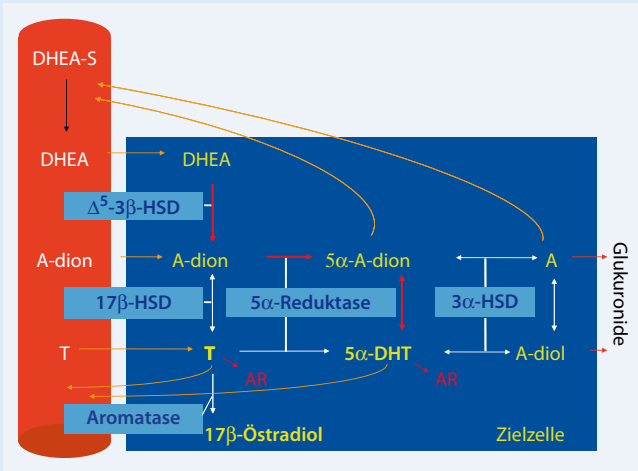 DHEA-S
DHEA
DHEA
Δ⁵-3β-HSD
A-dion
A-dion
5α-A-dion
A
Glukuronide
17β-HSD
5α-Reduktase
3α-HSD
T
T
5α-DHT
A-diol
AR
AR
Aromatase
17β-Östradiol
Zielzelle